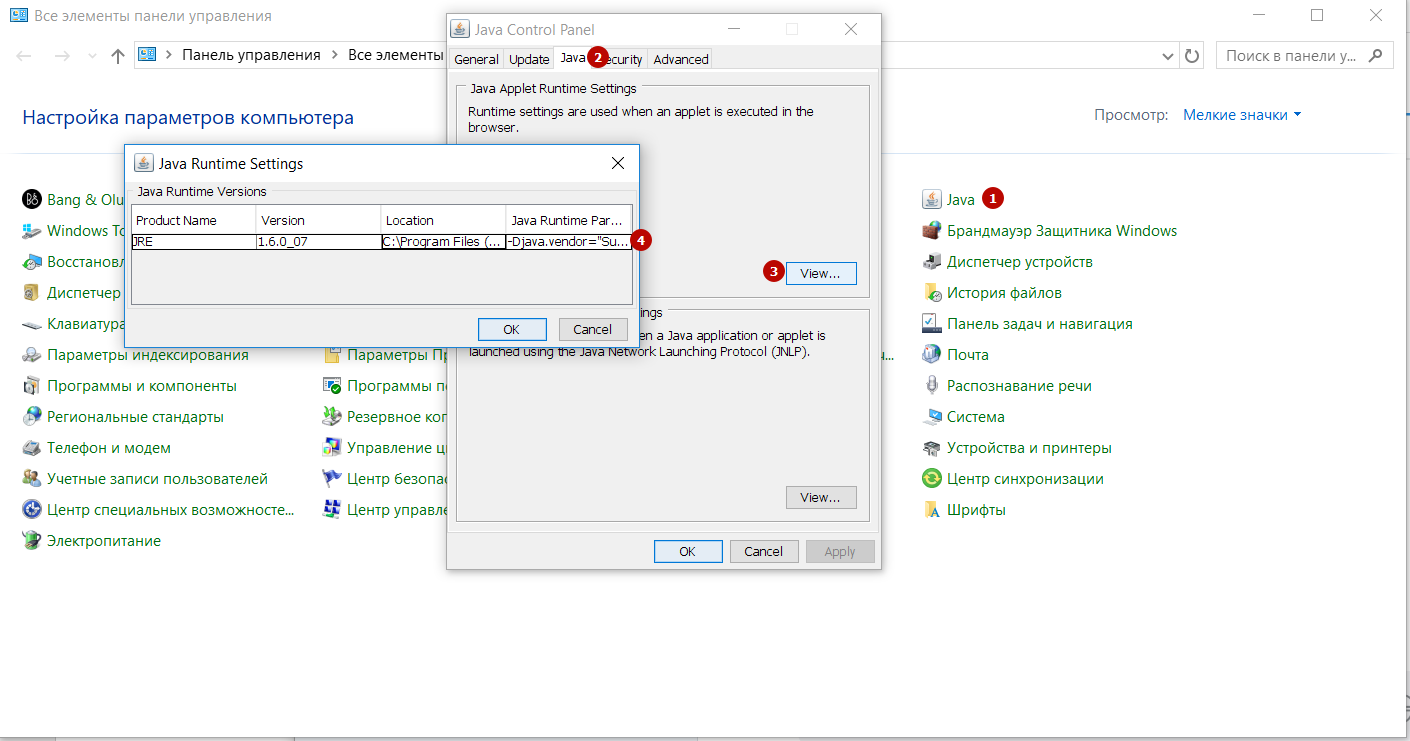 Все элементы панели управления
Панель управления
Все элементы
Поиск в панели у...
Настройка параметров компьютера
Просмотр:
Мелкие значки
Java Control Panel
General
Update
Java
2
Advanced
Java Applet Runtime Settings
Runtime settings are used when an applet is executed in the
browser.
3
View...
en a Java application or applet is
launched using the Java Network Launching Protocol (JNLP).
View...
OK
Cancel
Apply
Java Runtime Settings
Java Runtime Versions
Product Name
Version
Location
Java Runtime Par...
JRE
1.6.0_07
C:\Program Files (...
-Djava.vendor="Su...
4
OK
Cancel
Bang & Olu
Windows To
Восстановл
Диспетчер
Клавиатура
Параметры индексирования
Программы и компоненты
Региональные стандарты
Телефон и модем
Учетные записи пользователей
Центр специальных возможносте...
Электропитание
Параметры Пр
Программы по
Резервное коп
Управление ц
Центр безопас
Центр управле
Java
1
Брандмауэр Защитника Windows
Диспетчер устройств
История файлов
Панель задач и навигация
Почта
Распознавание речи
Система
Устройства и принтеры
Центр синхронизации
Шрифты